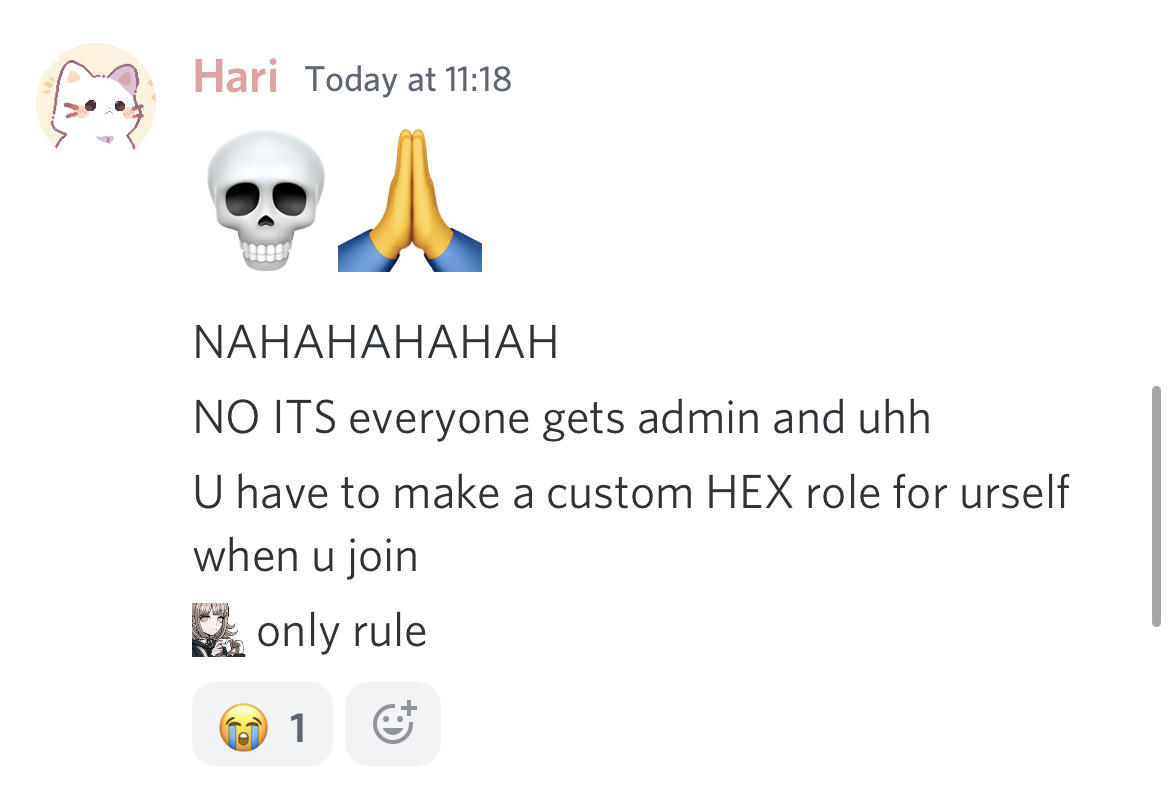 Hari Today at 11:18
💀🙏
NAHAHAHAHAH
NO ITS everyone gets admin and uhh
U have to make a custom HEX role for urself
when u join
only rule
😭 1